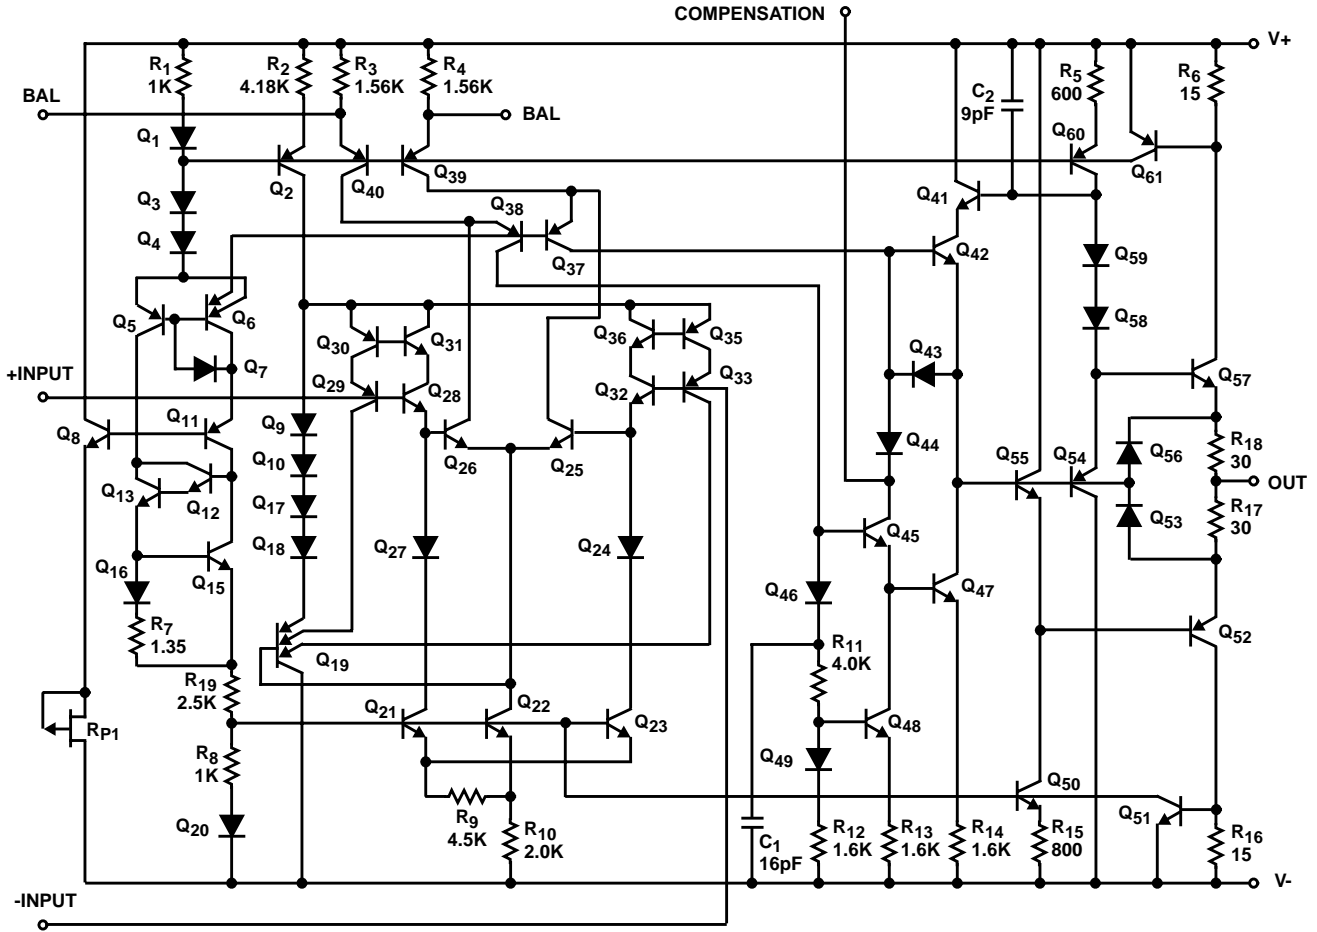 COMPENSATION
V+
R1
1K
R2
4.18K
R3
1.56K
R4
1.56K
C2
9pF
R5
600
R6
15
BAL
BAL
Q1
Q2
Q40
Q39
Q60
Q61
Q3
Q38
Q41
Q4
Q37
Q42
Q59
Q5
Q6
Q58
Q30
Q31
Q36
Q35
Q43
+INPUT
Q7
Q29
Q28
Q32
Q33
Q57
Q8
Q11
Q9
Q26
Q25
Q44
Q55
Q54
Q56
R18
30
Q10
OUT
Q13
Q12
Q17
Q53
R17
30
Q16
Q15
Q18
Q27
Q24
Q45
Q46
Q47
R7
1.35
Q19
R11
4.0K
Q52
R19
2.5K
RP1
Q21
Q22
Q23
Q48
R8
1K
Q49
Q50
Q51
Q20
R9
4.5K
R10
2.0K
C1
16pF
R12
1.6K
R13
1.6K
R14
1.6K
R15
800
R16
15
V-
-INPUT